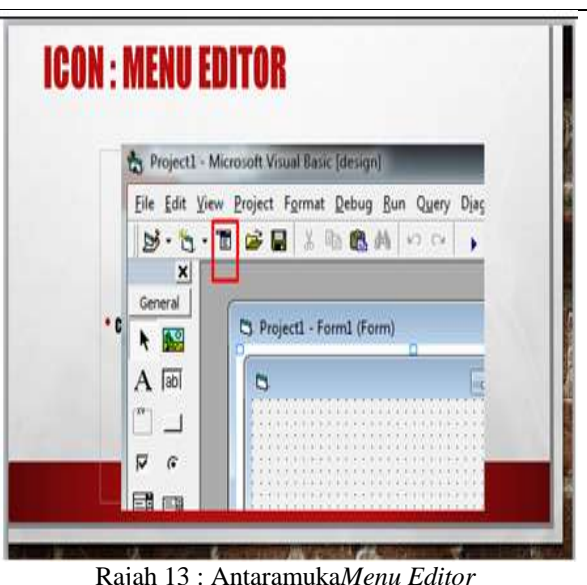 ICON : MENU EDITOR
Project1 - Microsoft Visual Basic [design]
File Edit View Project Format Debug Run Query
General
Project1 - Form1 (Form)
A ab
Rajah 13 : AntaramukaMenu Editor